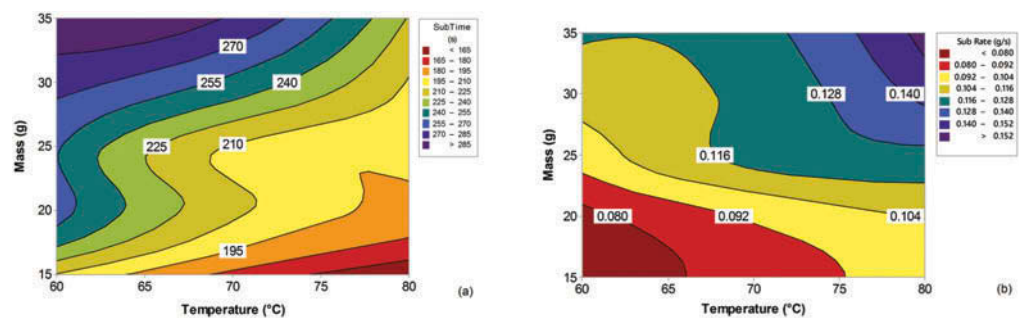 35
30
25
20
15
60
65
70
75
80
Mass (g)
Temperature (°C)
270
255
240
225
210
195
SubTime
(s)
< 165
165 – 180
180 – 195
195 – 210
210 – 225
225 – 240
240 – 255
255 – 270
270 – 285
> 285
(a)
35
30
25
20
15
60
65
70
75
80
Mass (g)
Temperature (°C)
0.128
0.140
0.116
0.080
0.092
0.104
Sub Rate (g/s)
< 0.080
0.080 – 0.092
0.092 – 0.104
0.104 – 0.116
0.116 – 0.128
0.128 – 0.140
0.140 – 0.152
> 0.152
(b)